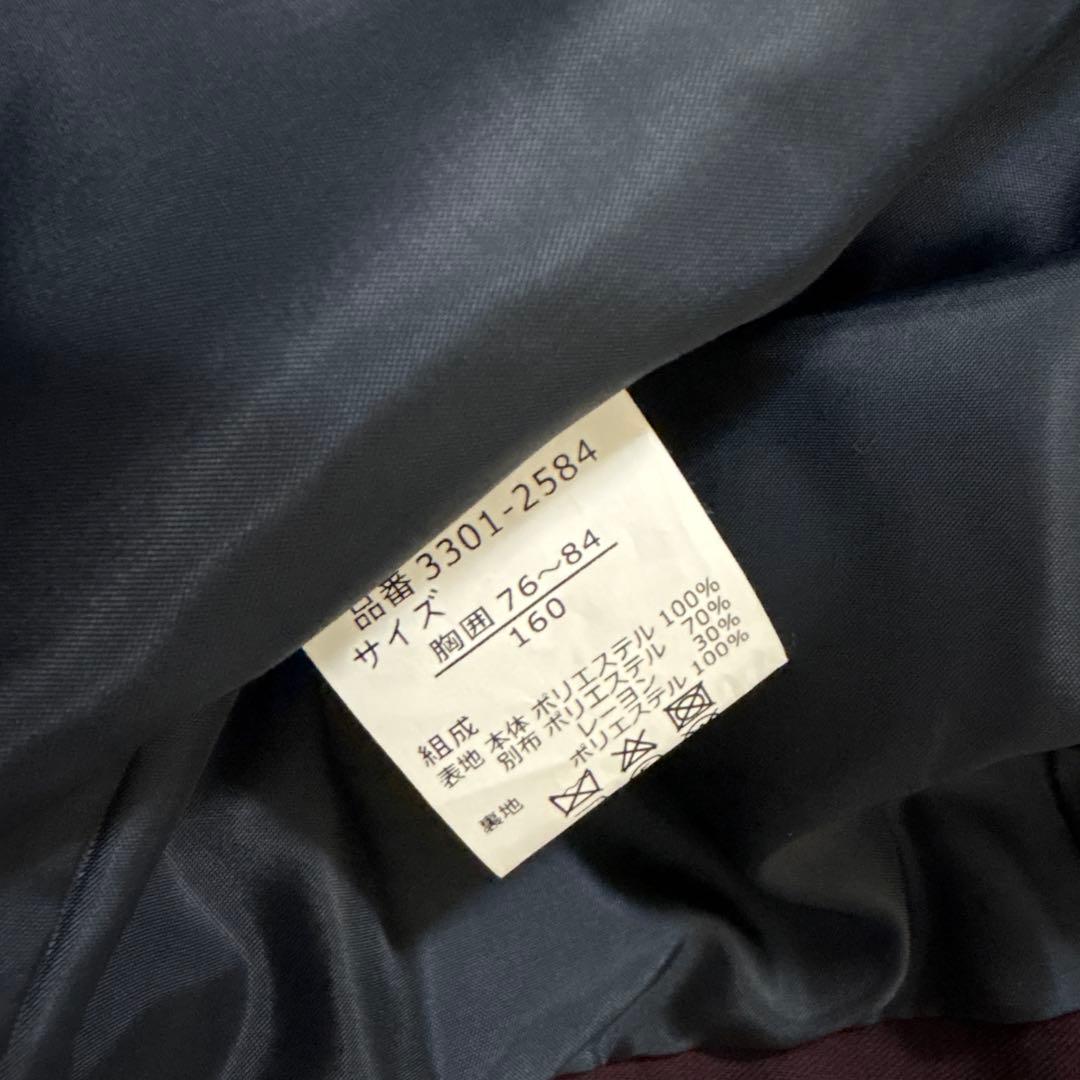 品番 3301-2584
サイズ
胸囲 76～84
160
組成
表地 本体 ポリエステル 100%
別布 ポリエステル 70%
レーヨン 30%
裏地 ポリエステル 100%